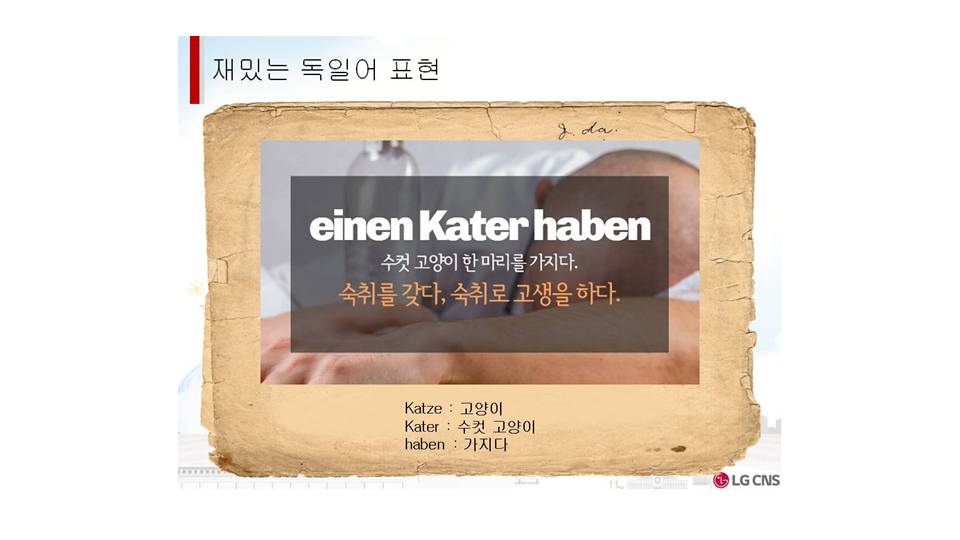 재밌는 독일어 표현
g. da.
einen Kater haben
수컷 고양이 한 마리를 가지다.
숙취를 갖다, 숙취로 고생을 하다.
Katze : 고양이
Kater : 수컷 고양이
haben : 가지다
LG CNS